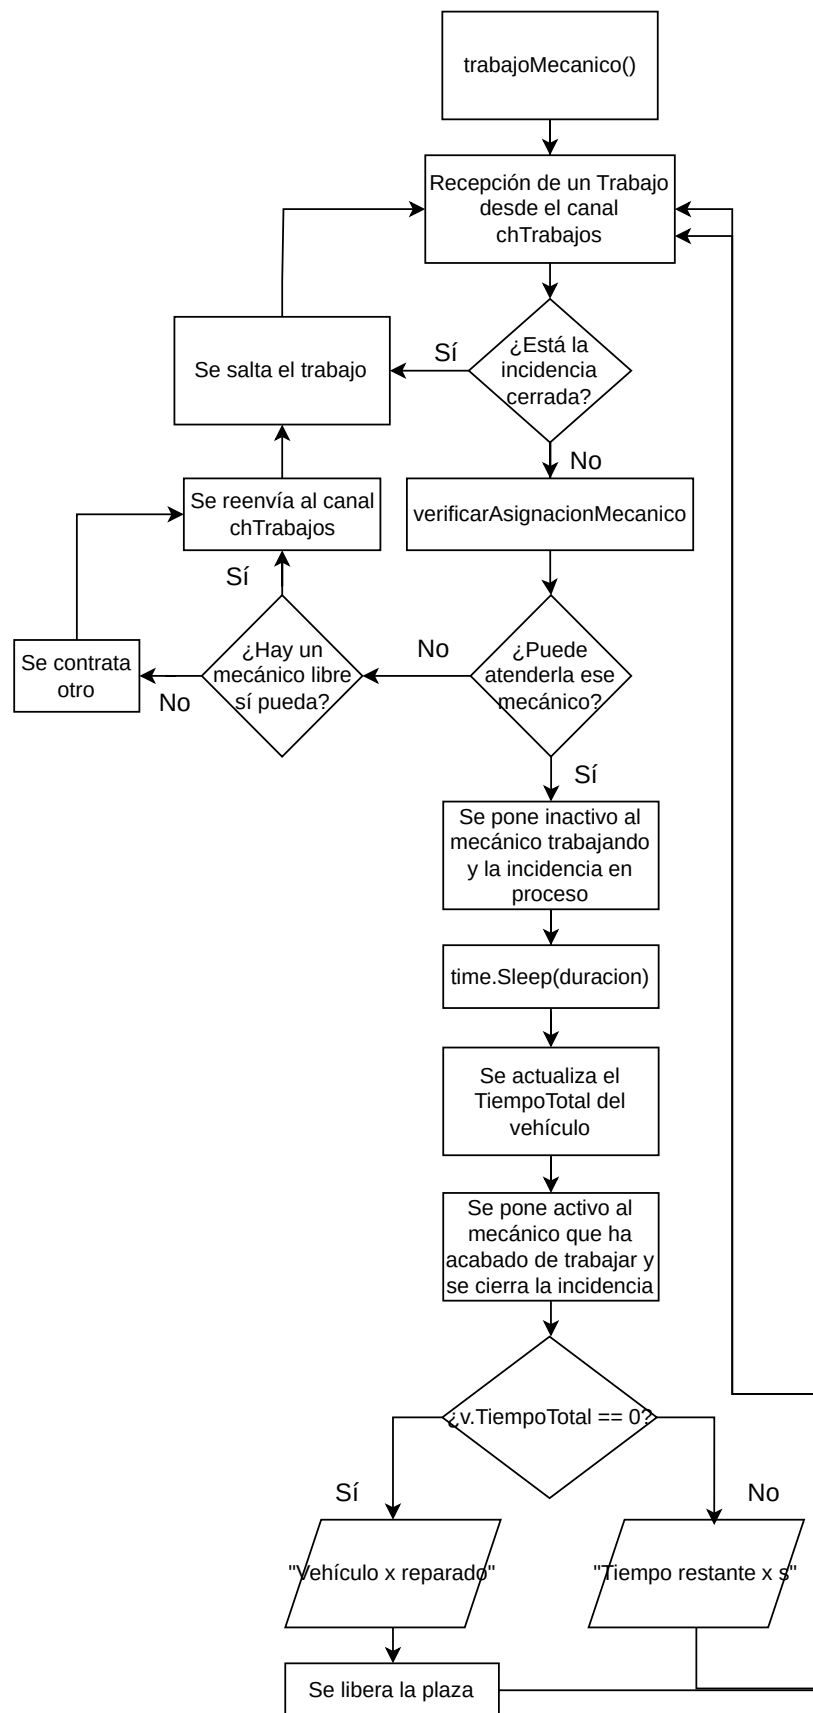 trabajoMecanico()
Recepción de un Trabajo
desde el canal
chTrabajos
¿Está la
incidencia
cerrada?
Sí
Se salta el trabajo
No
Se reenvía al canal
chTrabajos
verificarAsignacionMecanico
Sí
¿Hay un
mecánico libre
sí pueda?
No
¿Puede
atenderla ese
mecánico?
Se contrata
otro
No
Sí
Se pone inactivo al
mecánico trabajando
y la incidencia en
proceso
time.Sleep(duracion)
Se actualiza el
TiempoTotal del
vehículo
Se pone activo al
mecánico que ha
acabado de trabajar y
se cierra la incidencia
¿v.TiempoTotal == 0?
Sí
No
"Vehículo x reparado"
"Tiempo restante x s"
Se libera la plaza